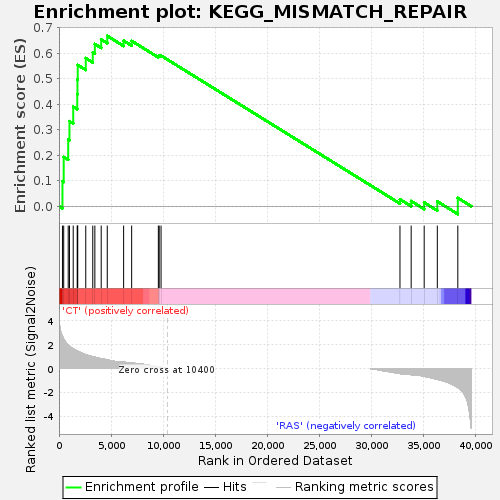 Enrichment plot: KEGG_MISMATCH_REPAIR
Enrichment score (ES)
0.7
0.6
0.5
0.4
0.3
0.2
0.1
0.0
'CT' (positively correlated)
Ranked list metric (Signal2Noise)
4
2
0
-2
-4
Zero cross at 10400
'RAS' (negatively correlated)
0
5,000
10,000
15,000
20,000
25,000
30,000
35,000
40,000
Rank in Ordered Dataset
Enrichment profile
Hits
Ranking metric scores